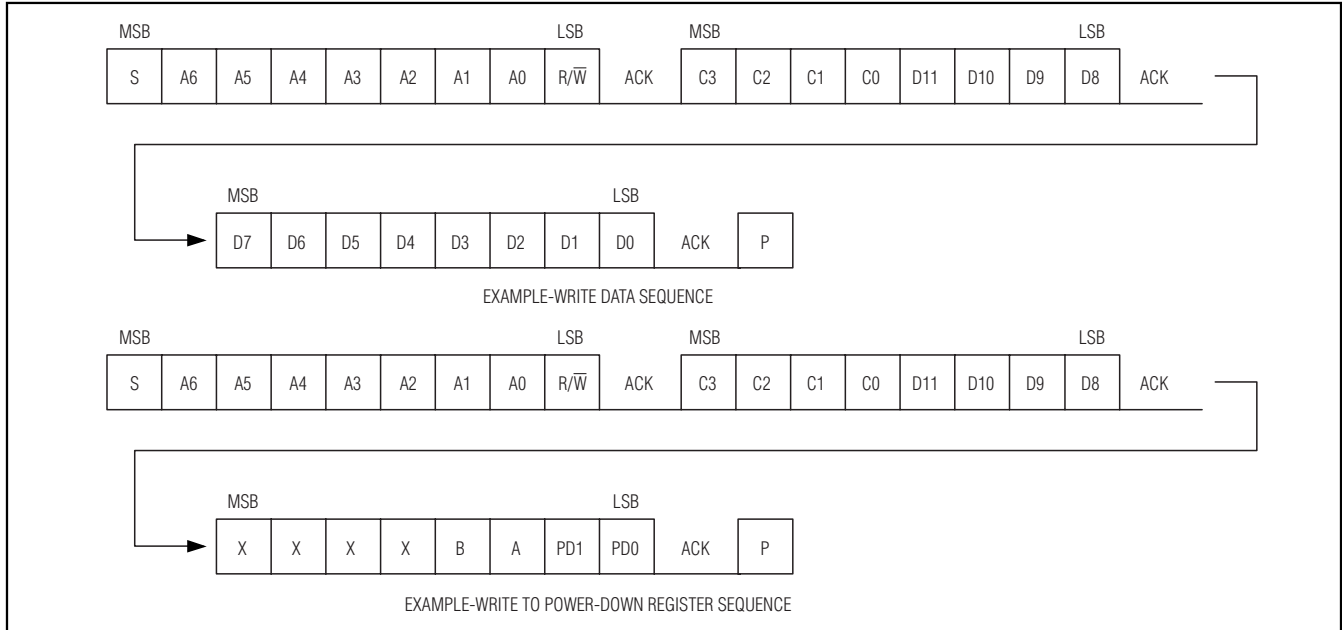 MSB LSB MSB LSB
S A6 A5 A4 A3 A2 A1 A0 R/W̅ ACK C3 C2 C1 C0 D11 D10 D9 D8 ACK
MSB LSB
D7 D6 D5 D4 D3 D2 D1 D0 ACK P
EXAMPLE-WRITE DATA SEQUENCE
MSB LSB MSB LSB
S A6 A5 A4 A3 A2 A1 A0 R/W̅ ACK C3 C2 C1 C0 D11 D10 D9 D8 ACK
MSB LSB
X X X X B A PD1 PD0 ACK P
EXAMPLE-WRITE TO POWER-DOWN REGISTER SEQUENCE